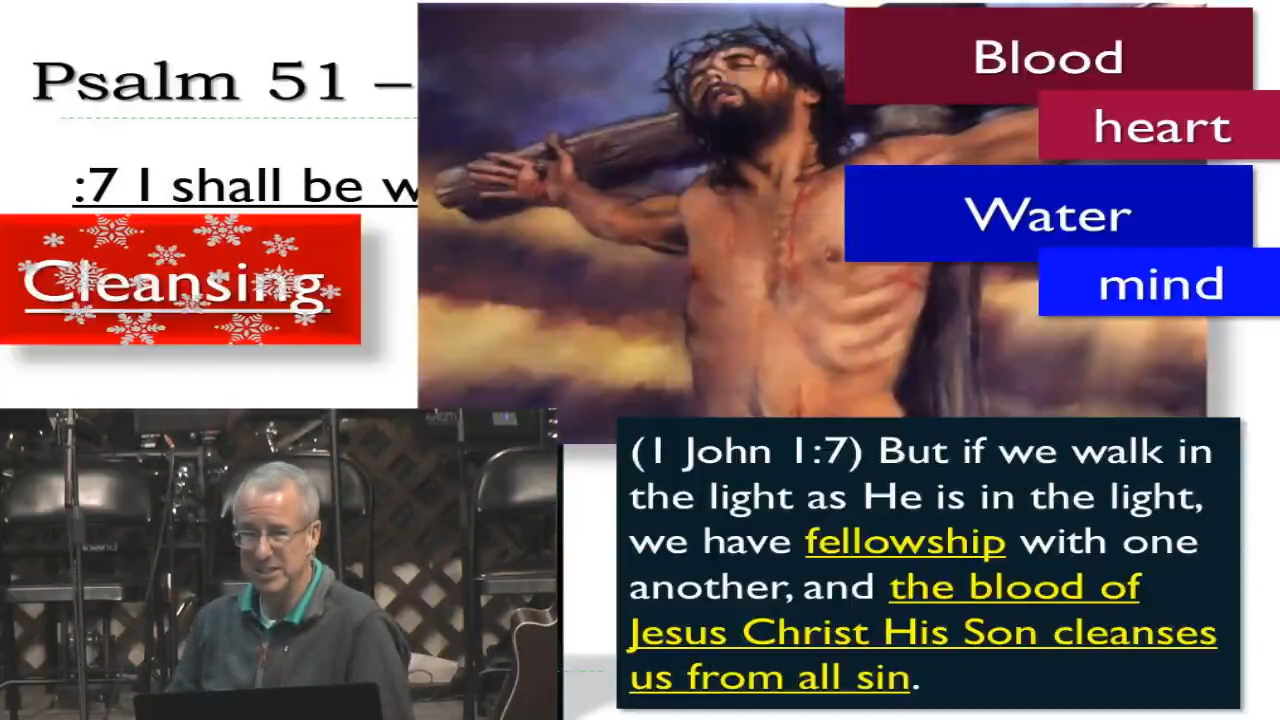 Psalm 51 –
:7 I shall be w
Cleansing
Blood
heart
Water
mind
(1 John 1:7) But if we walk in
the light as He is in the light,
we have fellowship with one
another, and the blood of
Jesus Christ His Son cleanses
us from all sin.